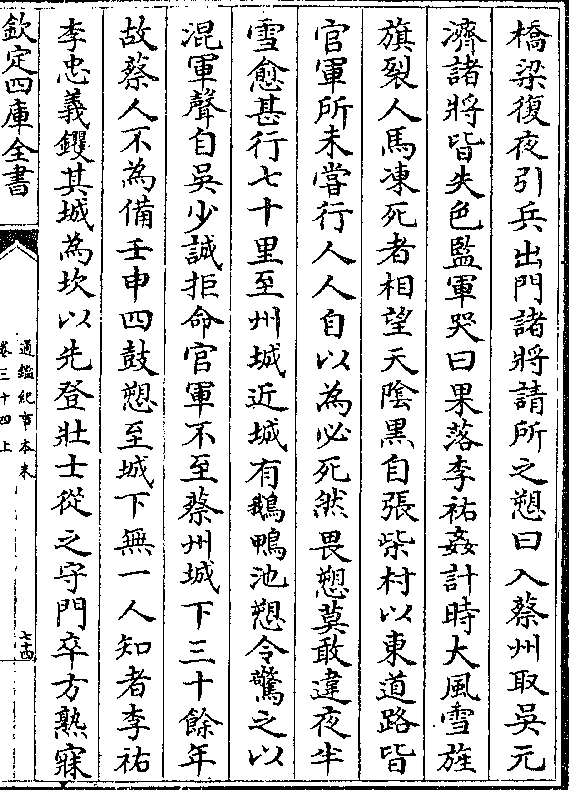 橋梁復夜引兵出門諸將請所之愬曰入蔡州取吳元
濟諸將皆失色監軍哭曰果落李祐姦計時大風雪旌
旗裂人馬凍死者相望天隂黑自張柴村以東道路皆
官軍所未嘗行人人自以為必死然畏愬莫敢違夜半
雪愈甚行七十里至州城近城有鵝鴨池愬令驚之以
混軍聲自吳少誠拒命官軍不至蔡州城下三十餘年
故蔡人不為備壬申四鼓愬至城下無一人知者李祐
李忠義钁其城為坎以先登壯士從之守門卒方熟寐
欽定四庫全書
通鑑紀事本末
卷三十四上
七十四